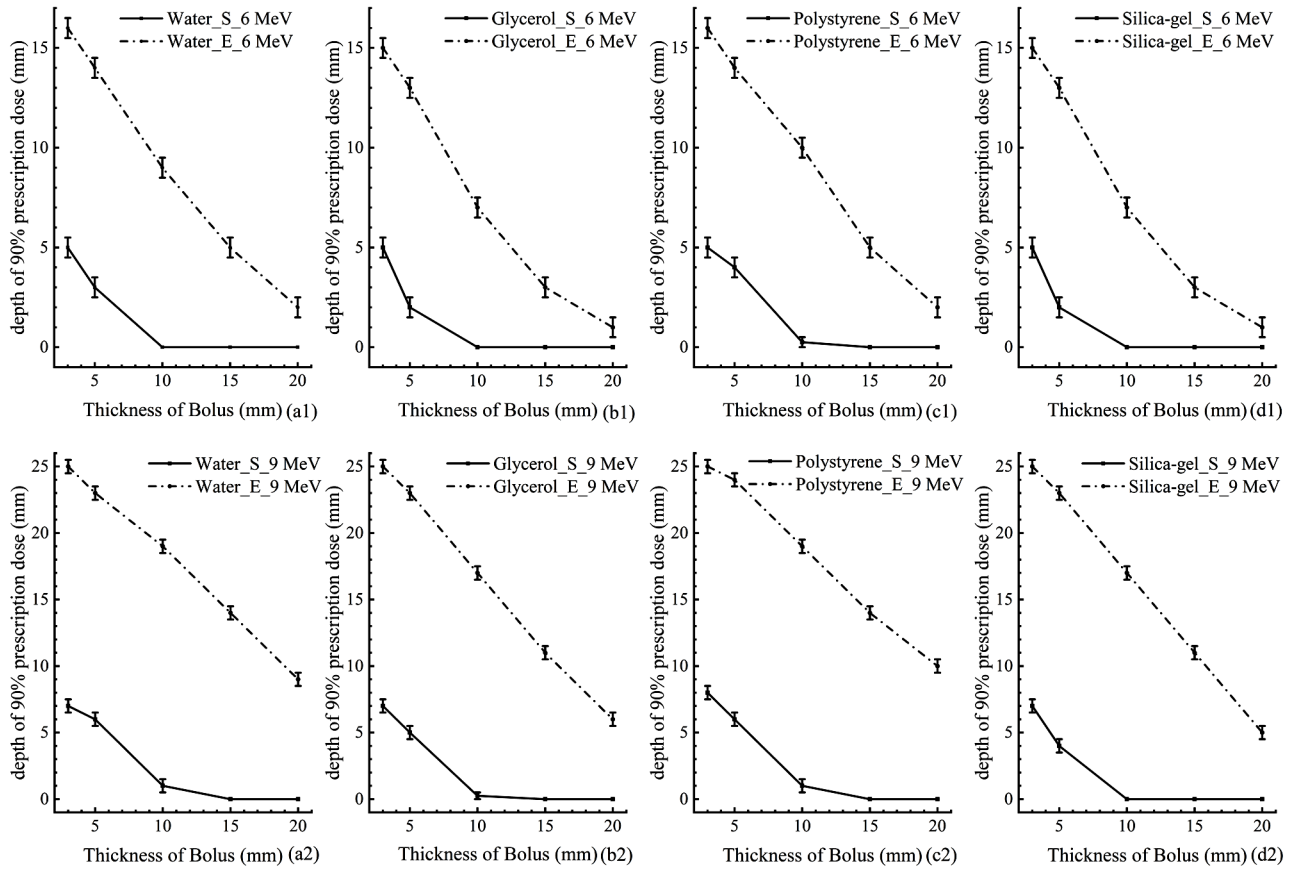 depth of 90% prescription dose (mm)
Water_S_6 MeV
Water_E_6 MeV
15
10
5
0
5 10 15 20
Thickness of Bolus (mm) (a1)
depth of 90% prescription dose (mm)
Glycerol_S_6 MeV
Glycerol_E_6 MeV
15
10
5
0
5 10 15 20
Thickness of Bolus (mm) (b1)
depth of 90% prescription dose (mm)
Polystyrene_S_6 MeV
Polystyrene_E_6 MeV
15
10
5
0
5 10 15 20
Thickness of Bolus (mm) (c1)
depth of 90% prescription dose (mm)
Silica-gel_S_6 MeV
Silica-gel_E_6 MeV
15
10
5
0
5 10 15 20
Thickness of Bolus (mm) (d1)
depth of 90% prescription dose (mm)
Water_S_9 MeV
Water_E_9 MeV
25
20
15
10
5
0
5 10 15 20
Thickness of Bolus (mm) (a2)
depth of 90% prescription dose (mm)
Glycerol_S_9 MeV
Glycerol_E_9 MeV
25
20
15
10
5
0
5 10 15 20
Thickness of Bolus (mm) (b2)
depth of 90% prescription dose (mm)
Polystyrene_S_9 MeV
Polystyrene_E_9 MeV
25
20
15
10
5
0
5 10 15 20
Thickness of Bolus (mm) (c2)
depth of 90% prescription dose (mm)
Silica-gel_S_9 MeV
Silica-gel_E_9 MeV
25
20
15
10
5
0
5 10 15 20
Thickness of Bolus (mm) (d2)